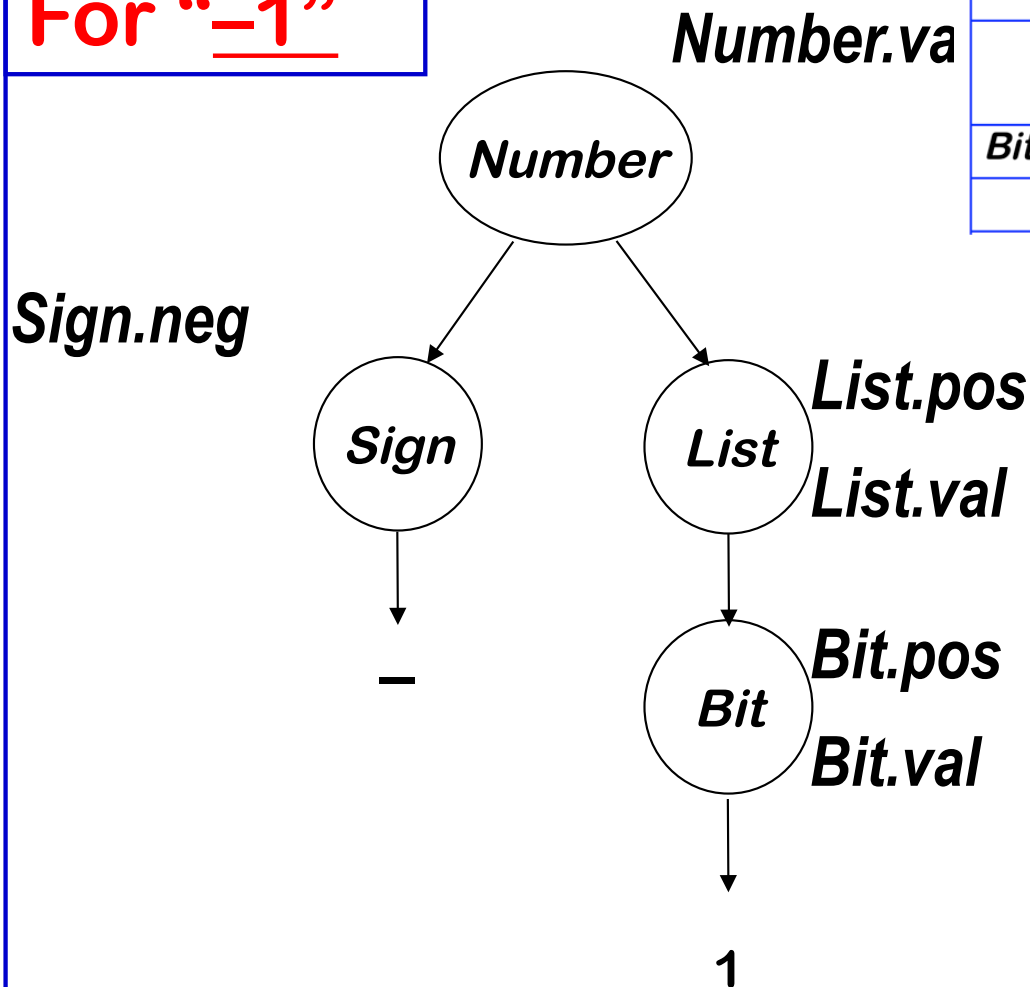 For “–1”
Number.va
Bit
Number
Sign.neg
Sign
List
List.pos
List.val
–
Bit
Bit.pos
Bit.val
1